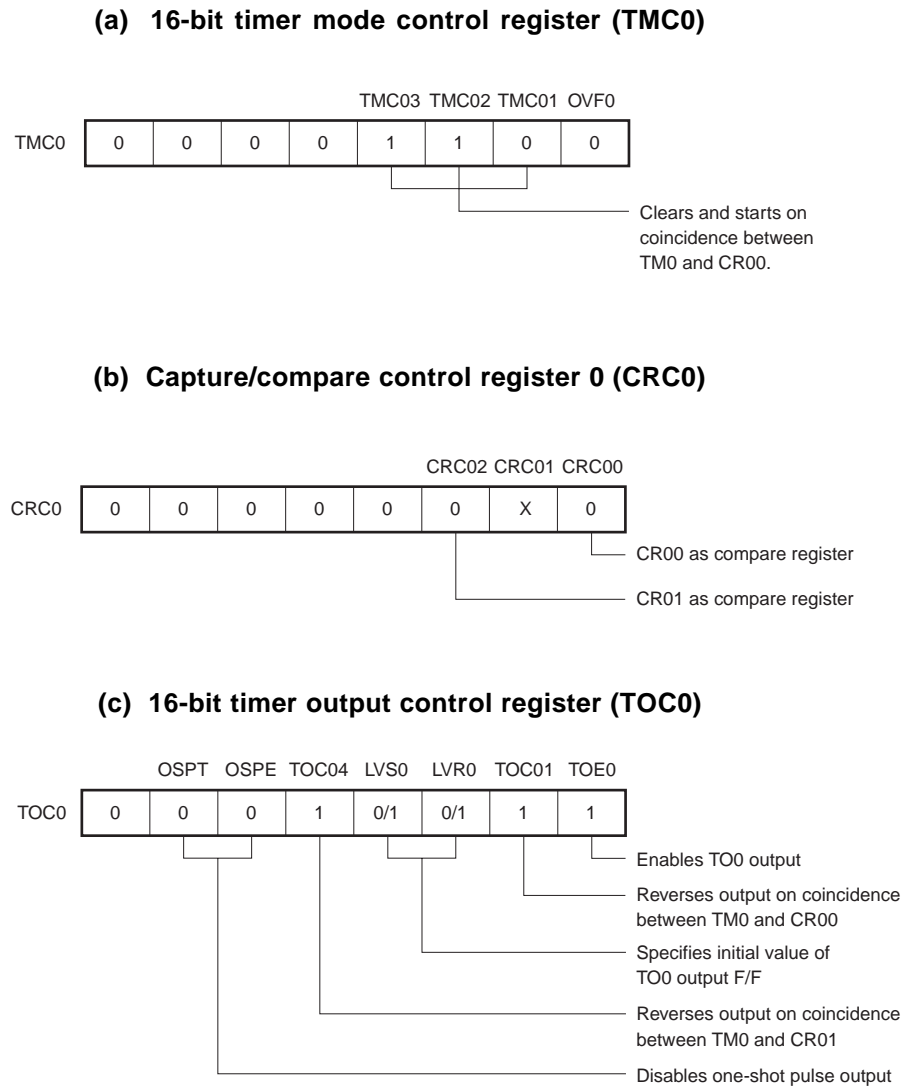 (a) 16-bit timer mode control register (TMC0)
TMC03 TMC02 TMC01 OVF0
TMC0 0 0 0 0 1 1 0 0
Clears and starts on
coincidence between
TM0 and CR00.
(b) Capture/compare control register 0 (CRC0)
CRC02 CRC01 CRC00
CRC0 0 0 0 0 0 0 X 0
CR00 as compare register
CR01 as compare register
(c) 16-bit timer output control register (TOC0)
OSPT OSPE TOC04 LVS0 LVR0 TOC01 TOE0
TOC0 0 0 0 1 0/1 0/1 1 1
Enables TO0 output
Reverses output on coincidence
between TM0 and CR00
Specifies initial value of
TO0 output F/F
Reverses output on coincidence
between TM0 and CR01
Disables one-shot pulse output